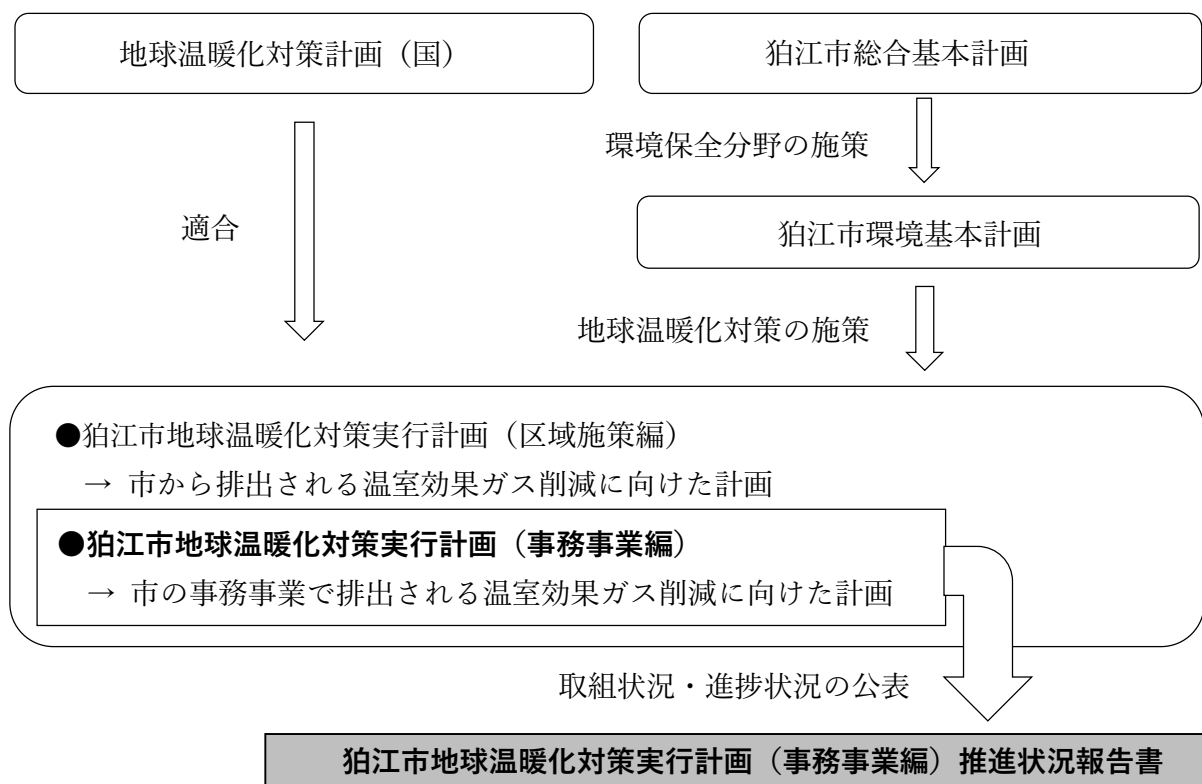 地球温暖化対策計画（国）
狛江市総合基本計画
環境保全分野の施策
適合
狛江市環境基本計画
地球温暖化対策の施策
●狛江市地球温暖化対策実行計画（区域施策編）
→ 市から排出される温室効果ガス削減に向けた計画
●狛江市地球温暖化対策実行計画（事務事業編）
→ 市の事務事業で排出される温室効果ガス削減に向けた計画
取組状況・進捗状況の公表
狛江市地球温暖化対策実行計画（事務事業編）推進状況報告書